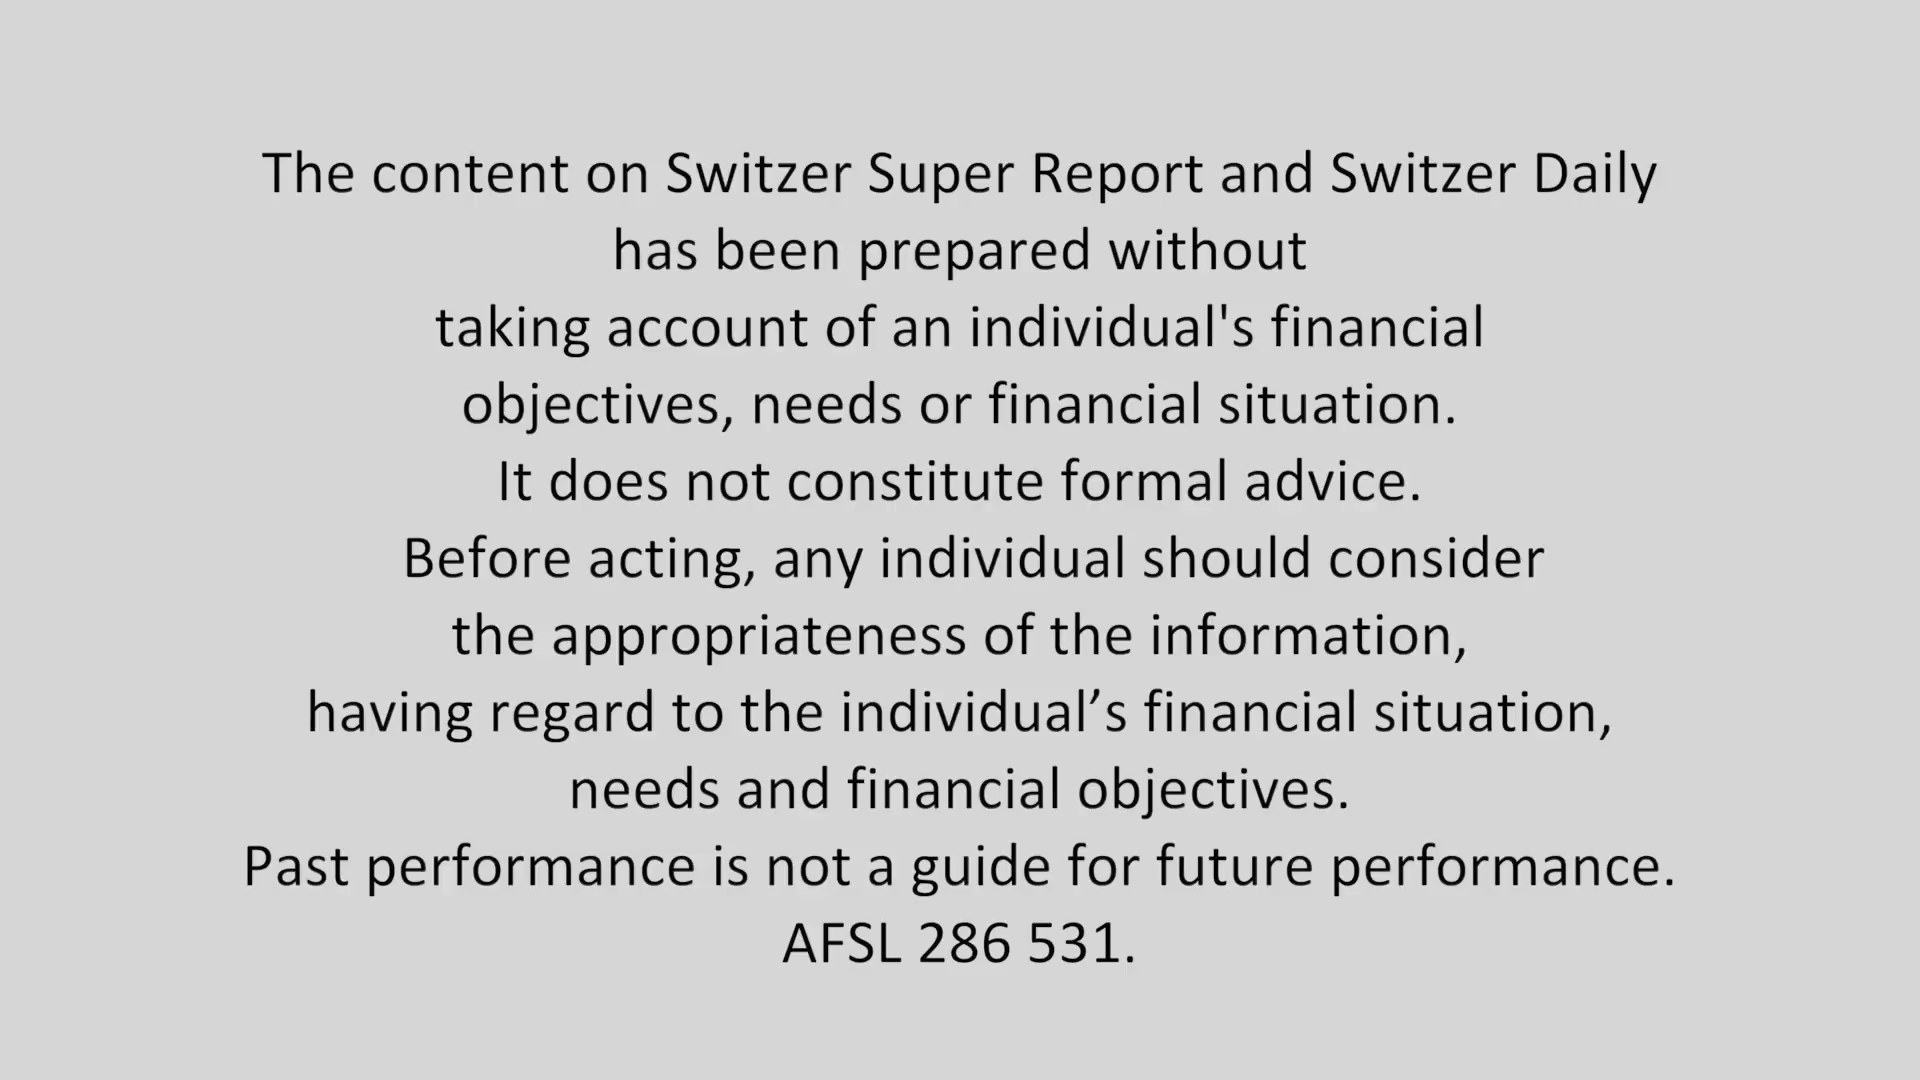 The content on Switzer Super Report and Switzer Daily
has been prepared without
taking account of an individual's financial
objectives, needs or financial situation.
It does not constitute formal advice.
Before acting, any individual should consider
the appropriateness of the information,
having regard to the individual’s financial situation,
needs and financial objectives.
Past performance is not a guide for future performance.
AFSL 286 531.